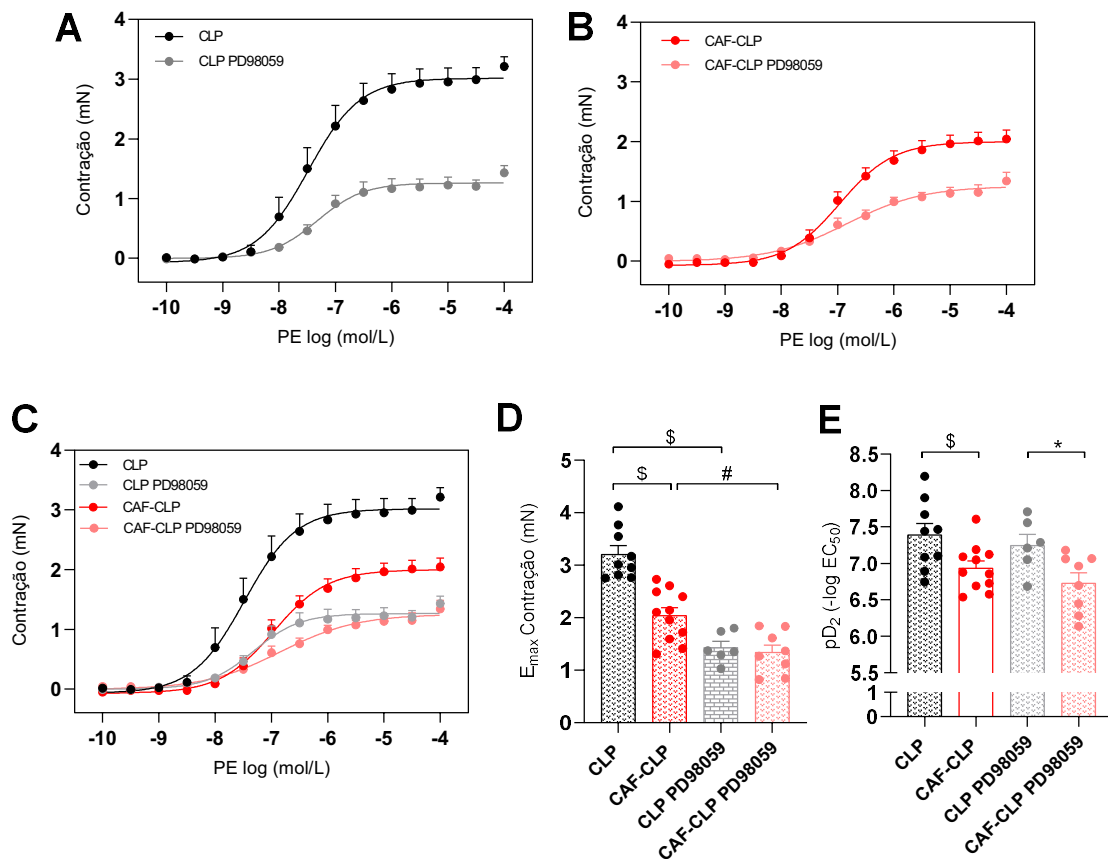 A
CLP
CLP PD98059
Contração (mN)
4
3
2
1
0
-10 -9 -8 -7 -6 -5 -4
PE log (mol/L)
B
CAF-CLP
CAF-CLP PD98059
Contração (mN)
4
3
2
1
0
-10 -9 -8 -7 -6 -5 -4
PE log (mol/L)
C
CLP
CLP PD98059
CAF-CLP
CAF-CLP PD98059
Contração (mN)
4
3
2
1
0
-10 -9 -8 -7 -6 -5 -4
PE log (mol/L)
D
$
$ #
Emax Contração (mN)
5
4
3
2
1
0
CLP
CAF-CLP
CLP PD98059
CAF-CLP PD98059
E
$ *
pD2 (-log EC50)
8.5
8.0
7.5
7.0
6.5
6.0
5.5
1
0
CLP
CAF-CLP
CLP PD98059
CAF-CLP PD98059